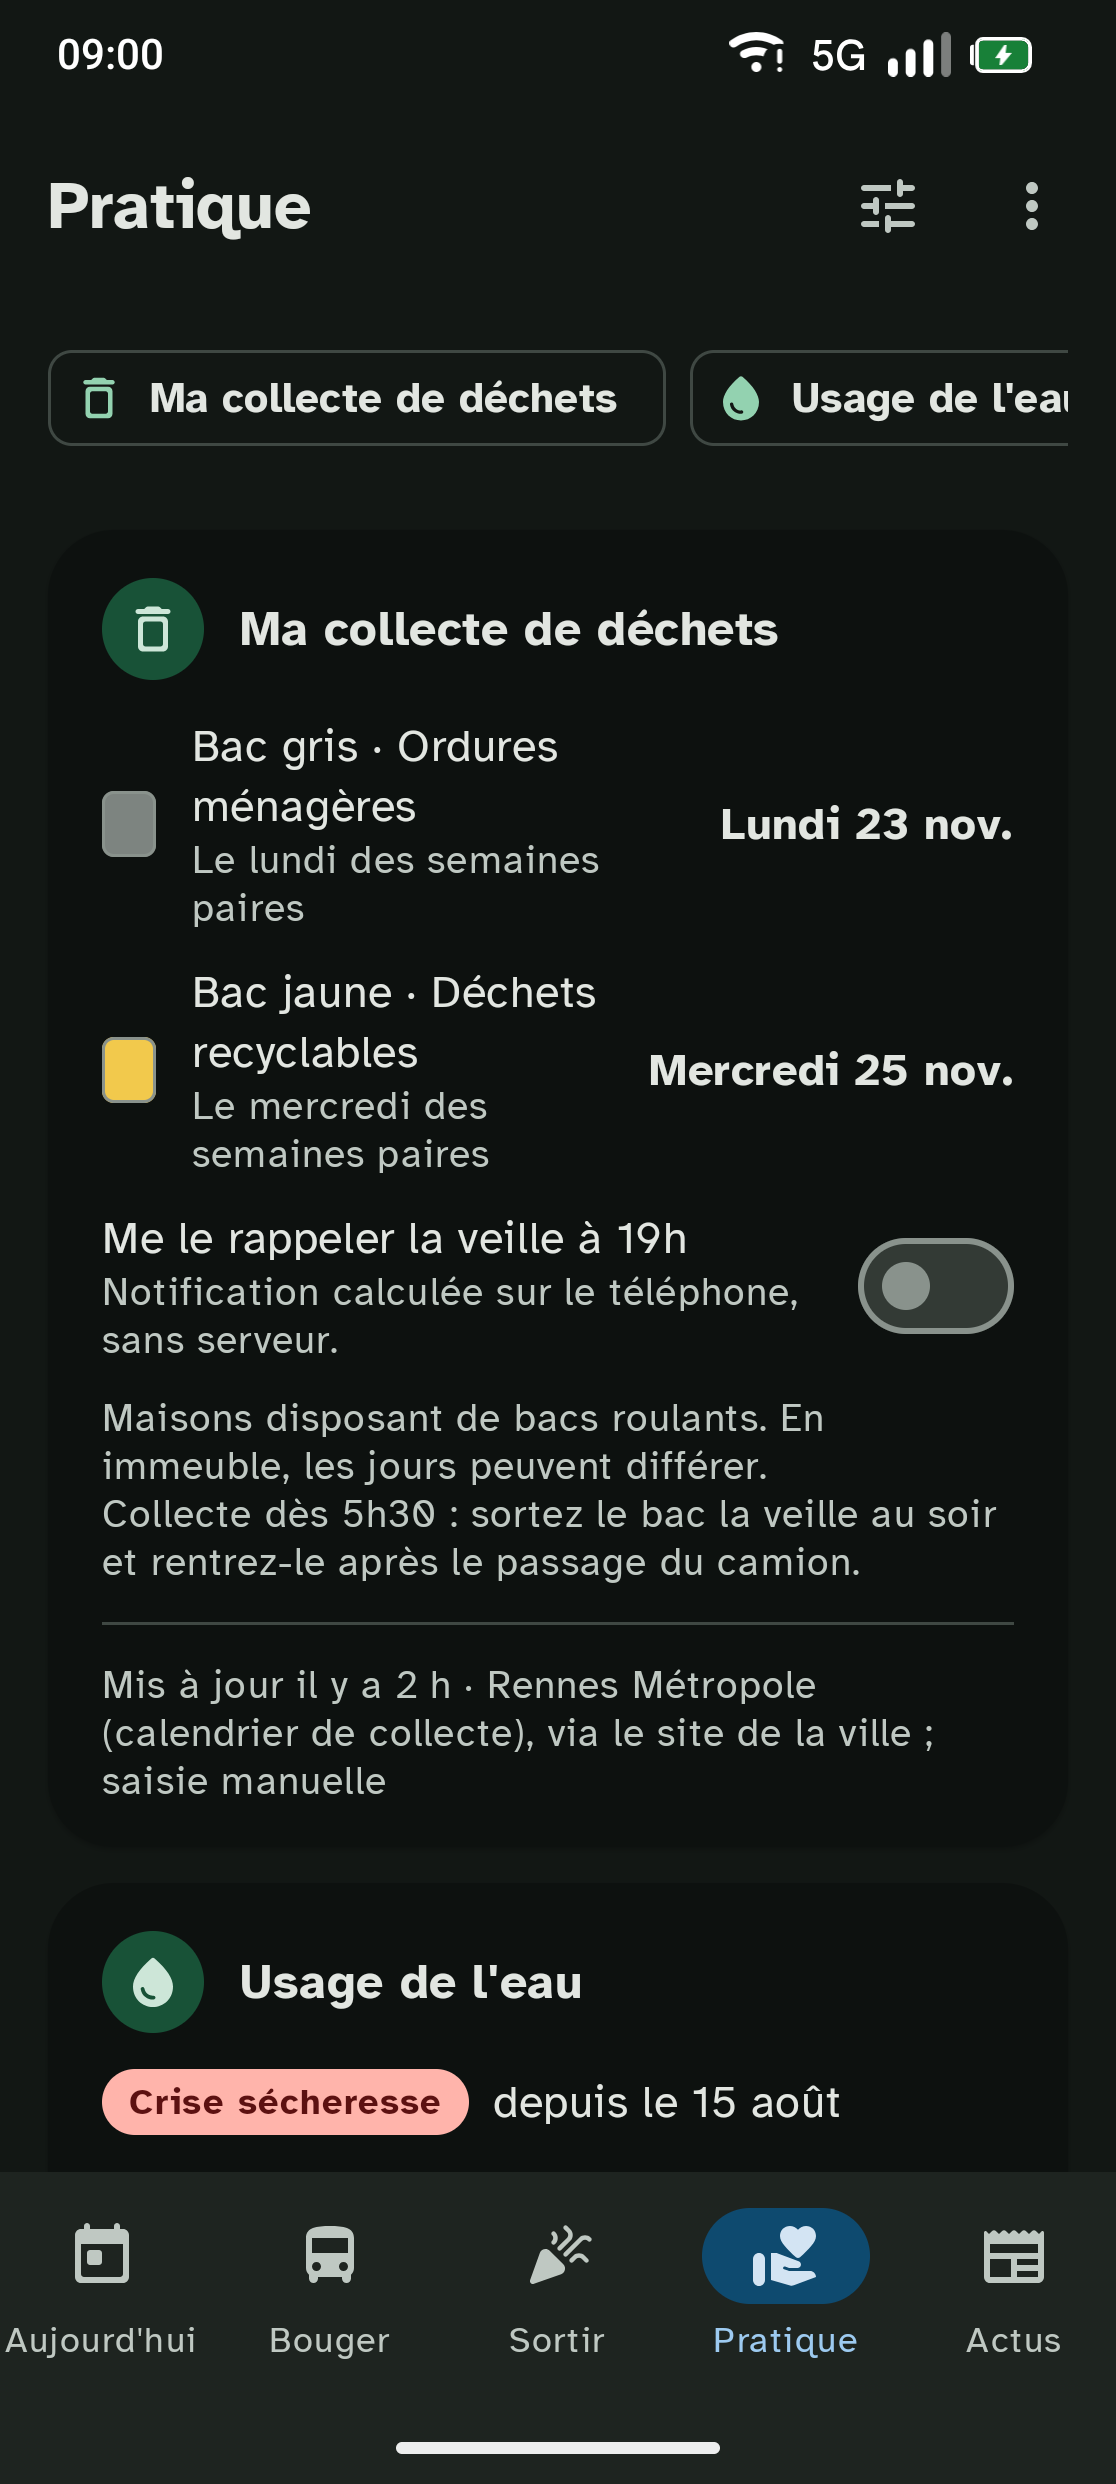 09:00
5G
Pratique
Ma collecte de déchets
Usage de l'eau
Ma collecte de déchets
Bac gris · Ordures
ménagères
Le lundi des semaines
paires
Lundi 23 nov.
Bac jaune · Déchets
recyclables
Le mercredi des
semaines paires
Mercredi 25 nov.
Me le rappeler la veille à 19h
Notification calculée sur le téléphone,
sans serveur.
Maisons disposant de bacs roulants. En
immeuble, les jours peuvent différer.
Collecte dès 5h30 : sortez le bac la veille au soir
et rentrez-le après le passage du camion.
Mis à jour il y a 2 h · Rennes Métropole
(calendrier de collecte), via le site de la ville ;
saisie manuelle
Usage de l'eau
Crise sécheresse
depuis le 15 août
Aujourd'hui
Bouger
Sortir
Pratique
Actus